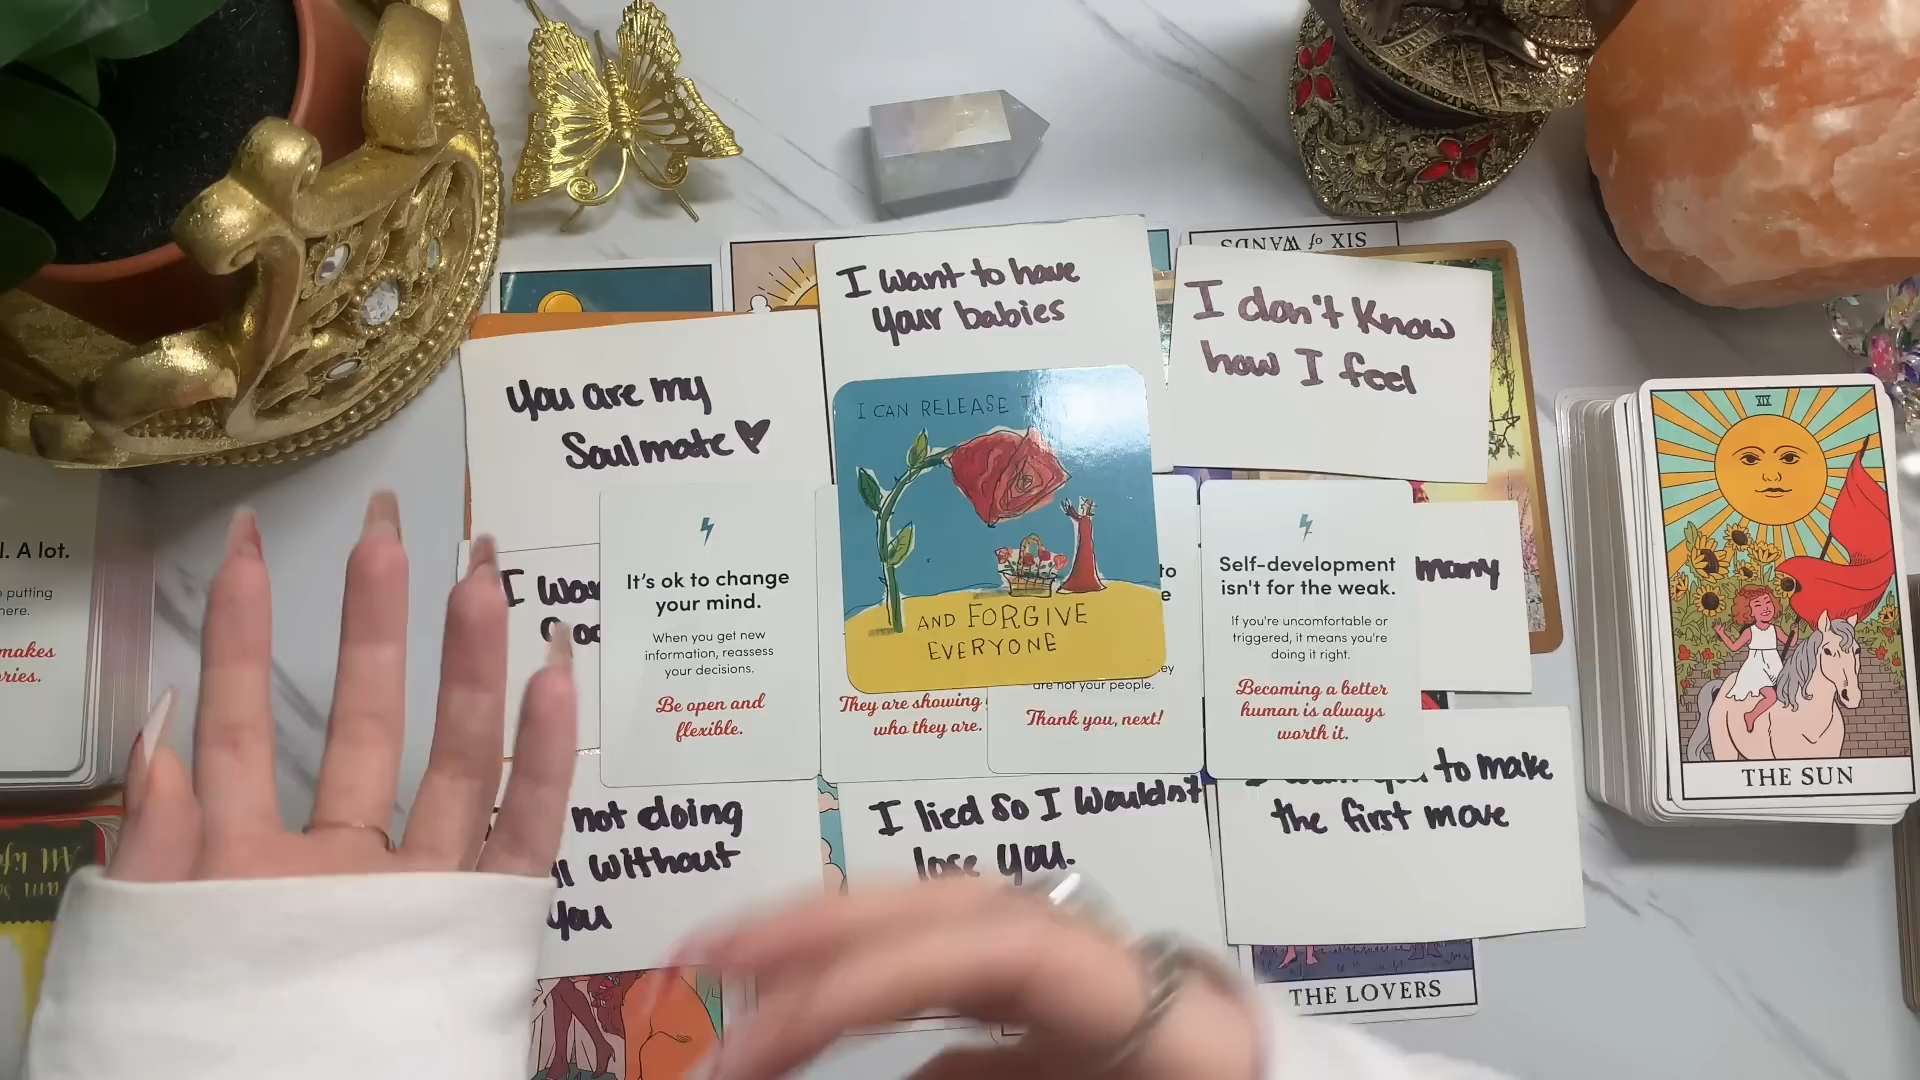 SIX of WANDS
I want to have
your babies
I don't know
how I feel
You are my
Soulmate
I CAN RELEASE
AND FORGIVE
EVERYONE
l. A lot.
putting
here.
makes
It's ok to change
your mind.
When you get new
information, reassess
your decisions.
Be open and
flexible.
They are showing
who they are.
to
are not your people.
Thank you, next!
Self-development
isn't for the weak.
If you're uncomfortable or
triggered, it means you're
doing it right.
Becoming a better
human is always
worth it.
many
not doing
without
you
I lied so I wouldn't
lose you.
to make
the first move
XIX
THE SUN
THE LOVERS
All